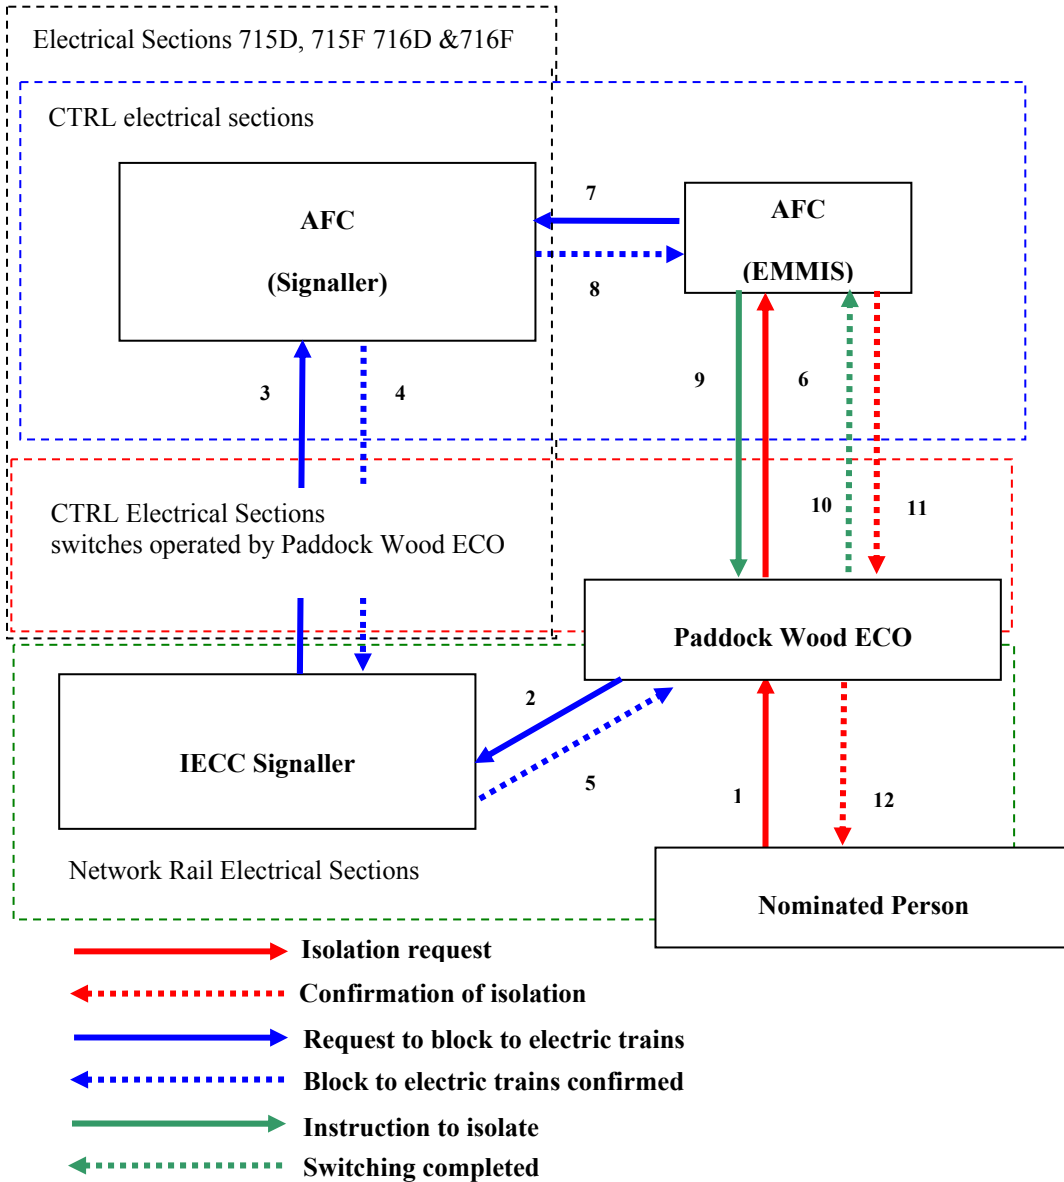 Electrical Sections 715D, 715F 716D &716F
CTRL electrical sections
AFC
(Signaller)
7
8
AFC
(EMMIS)
3
4
9
6
10
11
CTRL Electrical Sections
switches operated by Paddock Wood ECO
Paddock Wood ECO
IECC Signaller
2
5
1
12
Network Rail Electrical Sections
Nominated Person
Isolation request
Confirmation of isolation
Request to block to electric trains
Block to electric trains confirmed
Instruction to isolate
Switching completed